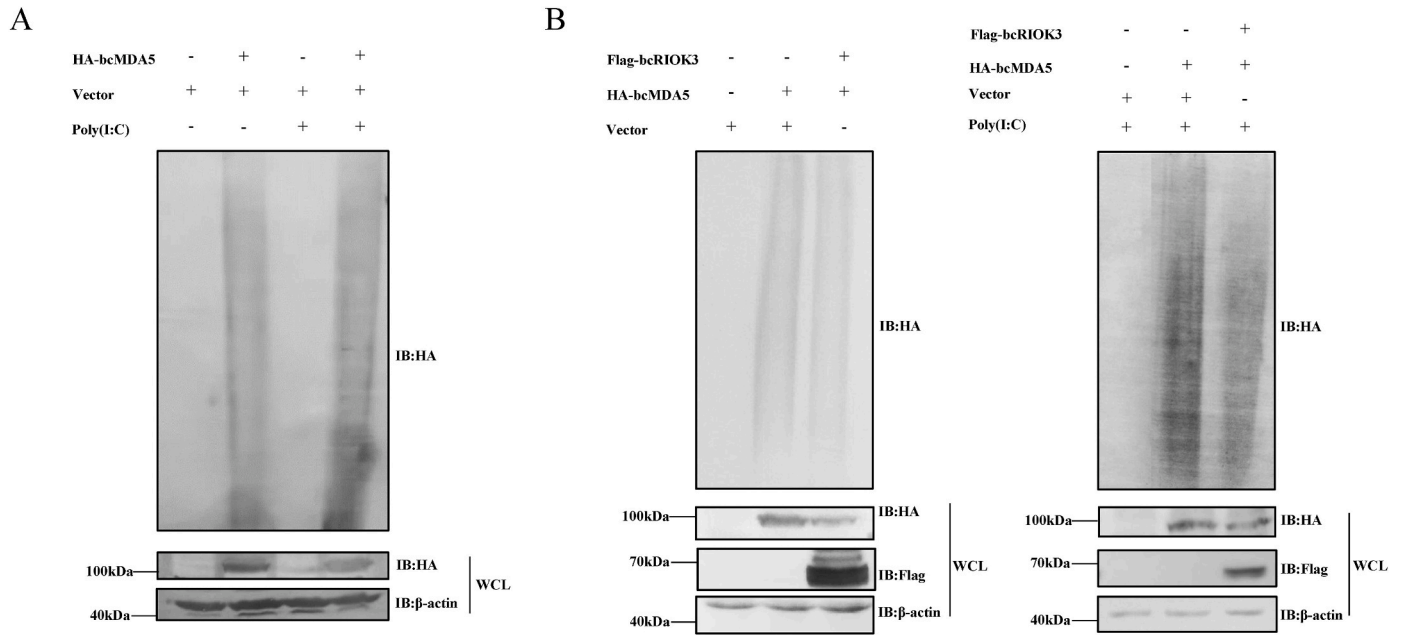 A
HA-bcMDA5 - + - +
Vector + + + +
Poly(I:C) - - + +
IB:HA
100kDa IB:HA
40kDa IB:β-actin
WCL
B
Flag-bcRIOK3 - - +
HA-bcMDA5 - + +
Vector + + -
IB:HA
100kDa IB:HA
70kDa IB:Flag
40kDa IB:β-actin
WCL
Flag-bcRIOK3 - - +
HA-bcMDA5 - + +
Vector + + -
Poly(I:C) + + +
IB:HA
100kDa IB:HA
70kDa IB:Flag
40kDa IB:β-actin
WCL